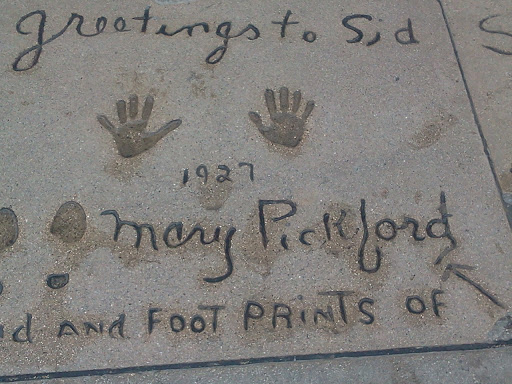 greetings to Sid
1927
Mary Pickford
AND FOOT PRINTS OF